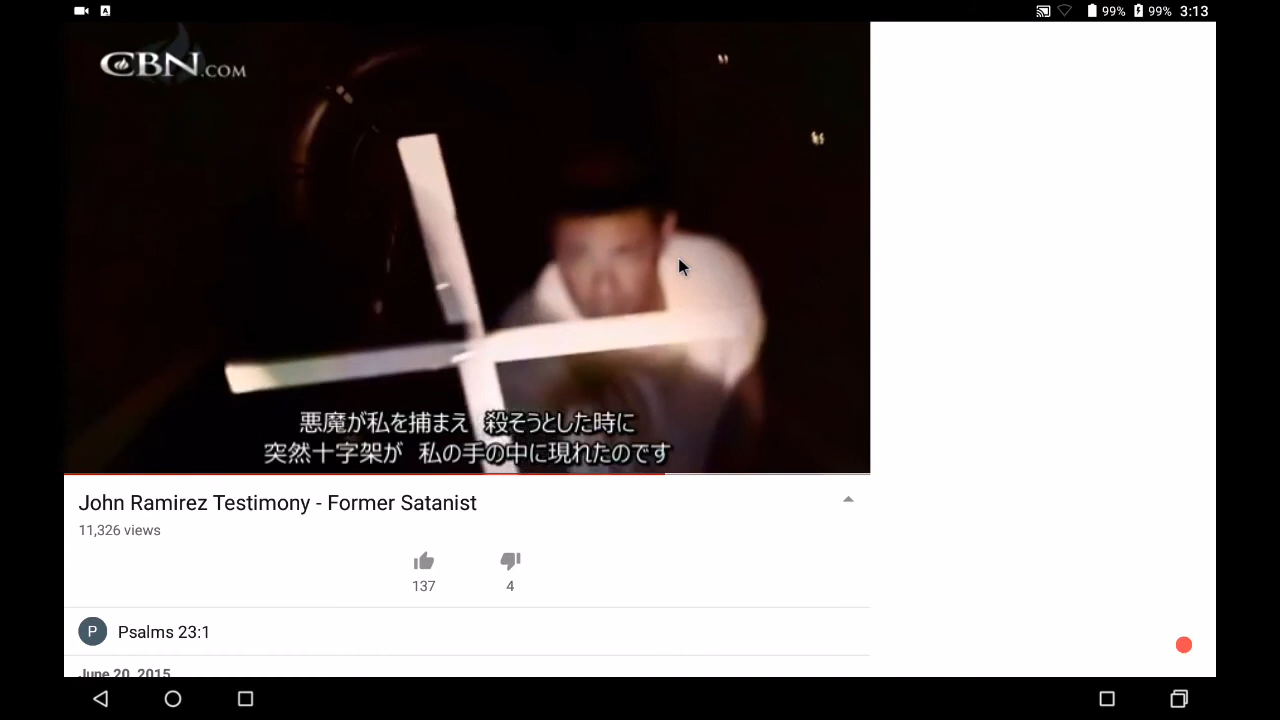 99% 99% 3:13
CBN.COM
悪魔が私を捕まえ 殺そうとした時に
突然十字架が 私の手の中に現れたのです
John Ramirez Testimony - Former Satanist
11,326 views
137 4
P Psalms 23:1
June 20, 2015